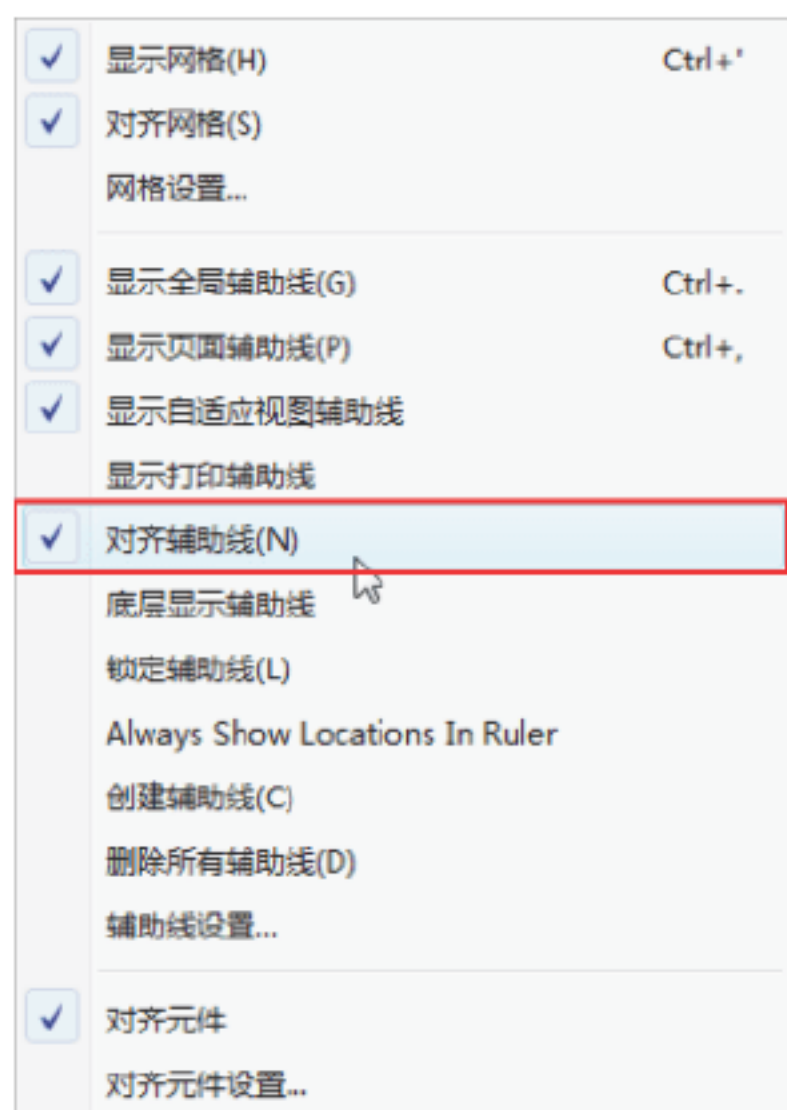 显示网格(H) Ctrl+'
对齐网格(S)
网格设置...
显示全局辅助线(G) Ctrl+.
显示页面辅助线(P) Ctrl+,
显示自适应视图辅助线
显示打印辅助线
对齐辅助线(N)
底层显示辅助线
锁定辅助线(L)
Always Show Locations In Ruler
创建辅助线(C)
删除所有辅助线(D)
辅助线设置...
对齐元件
对齐元件设置...